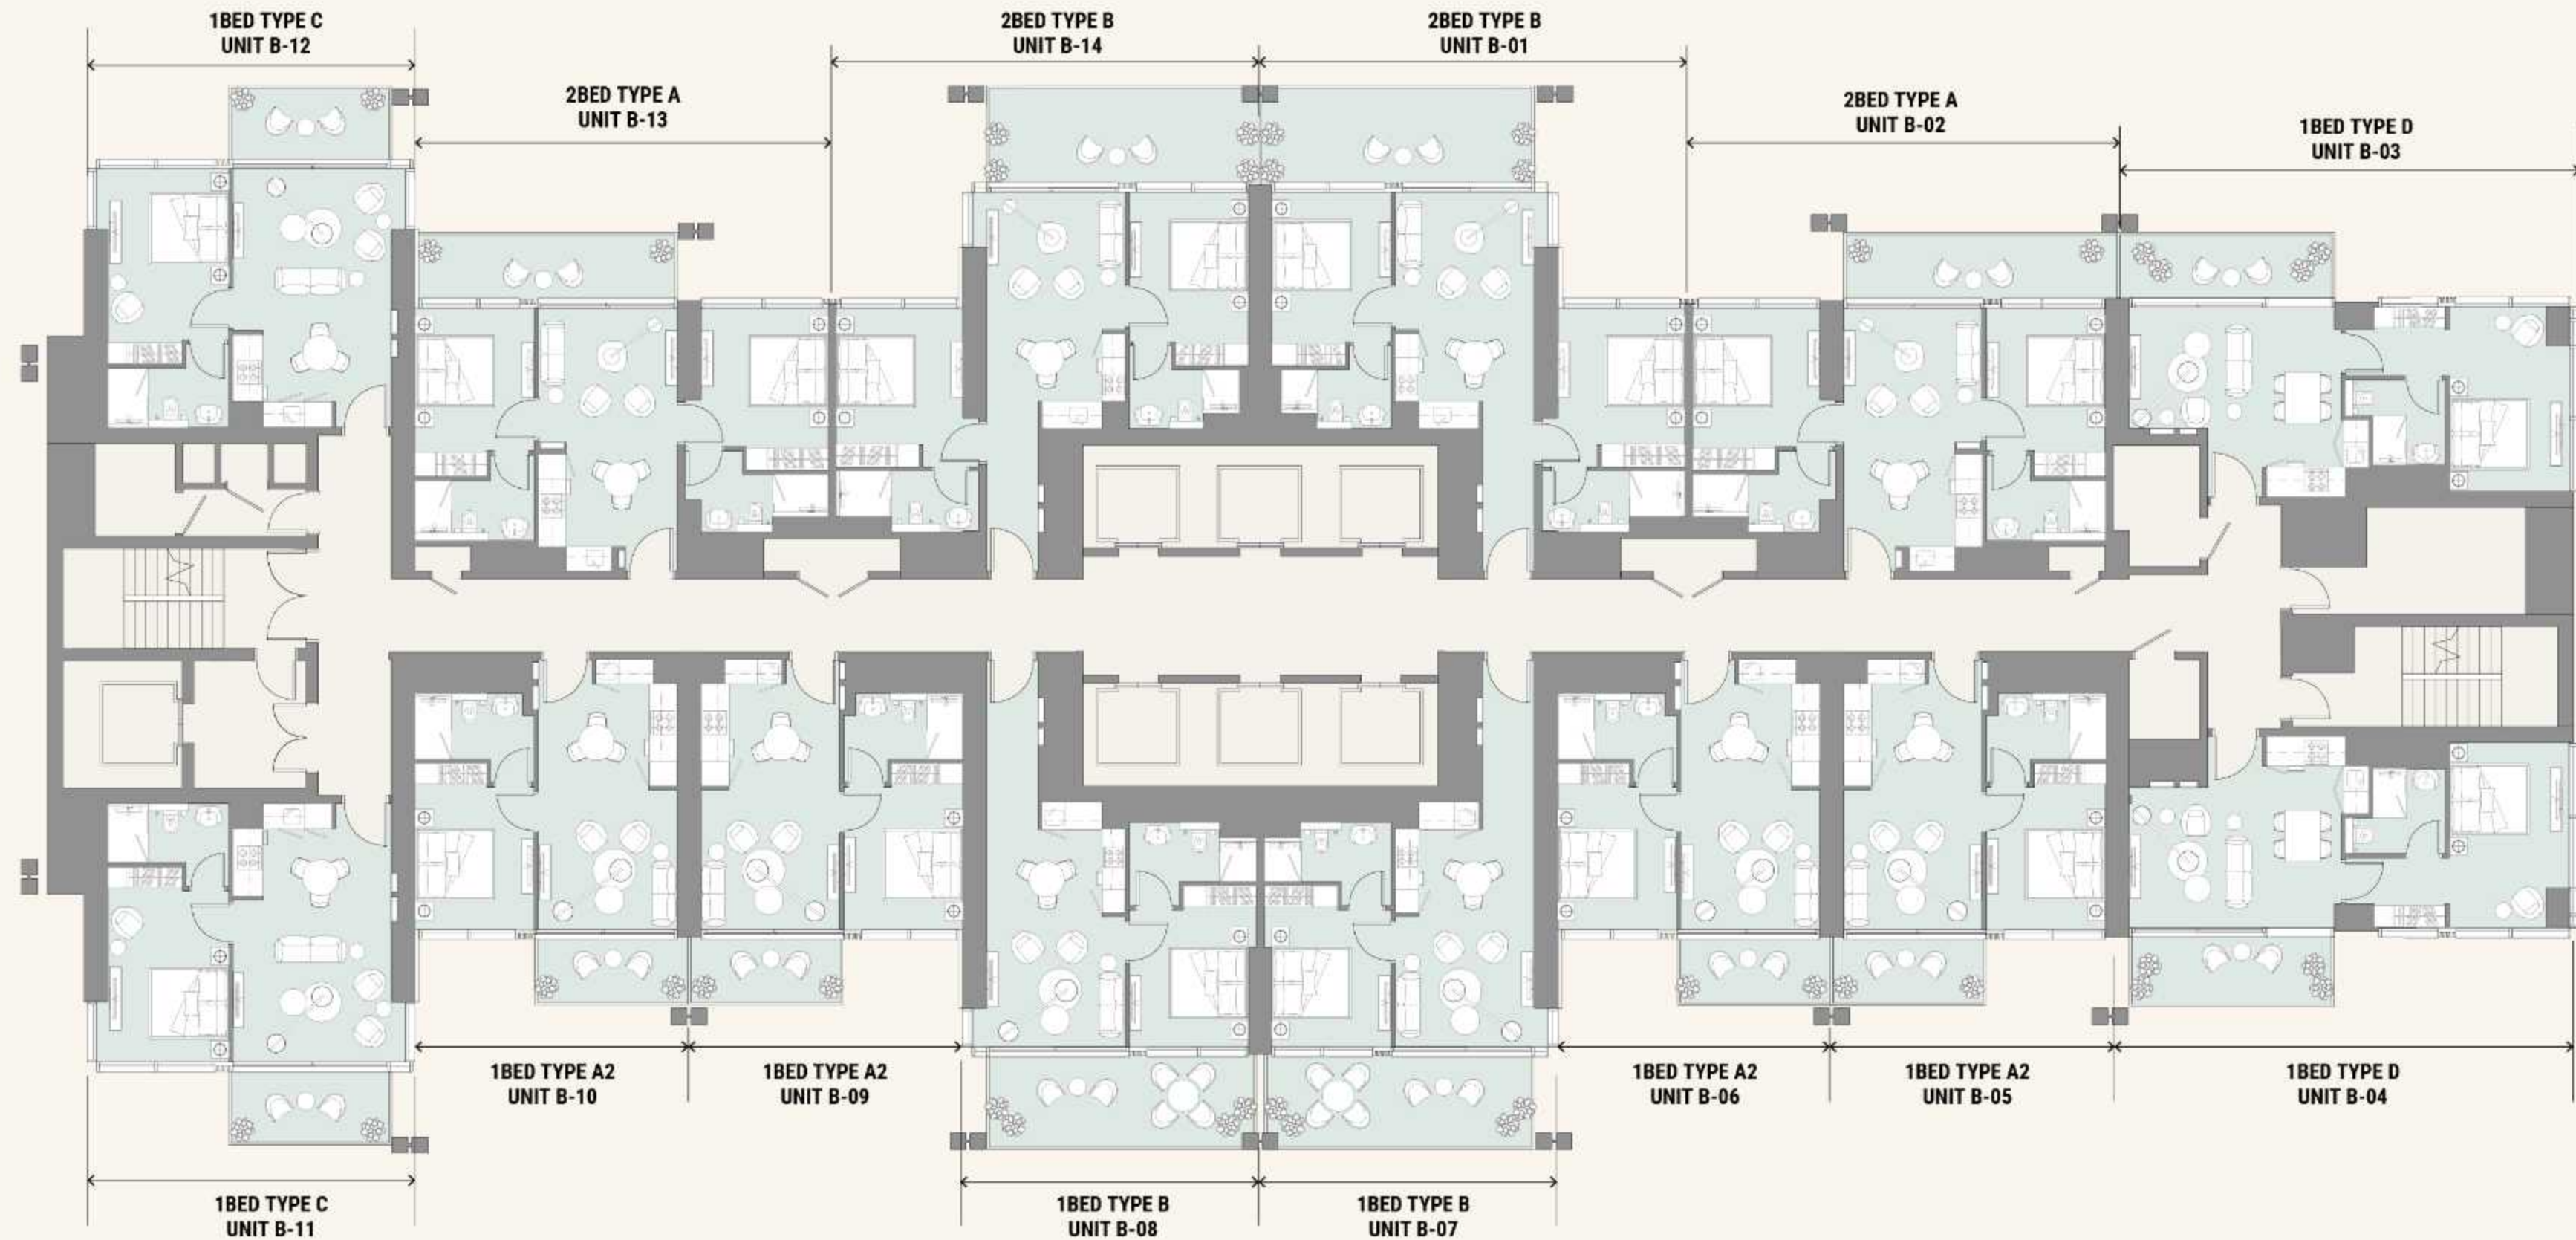 1BED TYPE C
UNIT B-12
2BED TYPE A
UNIT B-13
2BED TYPE B
UNIT B-14
2BED TYPE B
UNIT B-01
2BED TYPE A
UNIT B-02
1BED TYPE D
UNIT B-03
1BED TYPE C
UNIT B-11
1BED TYPE A2
UNIT B-10
1BED TYPE A2
UNIT B-09
1BED TYPE B
UNIT B-08
1BED TYPE B
UNIT B-07
1BED TYPE A2
UNIT B-06
1BED TYPE A2
UNIT B-05
1BED TYPE D
UNIT B-04